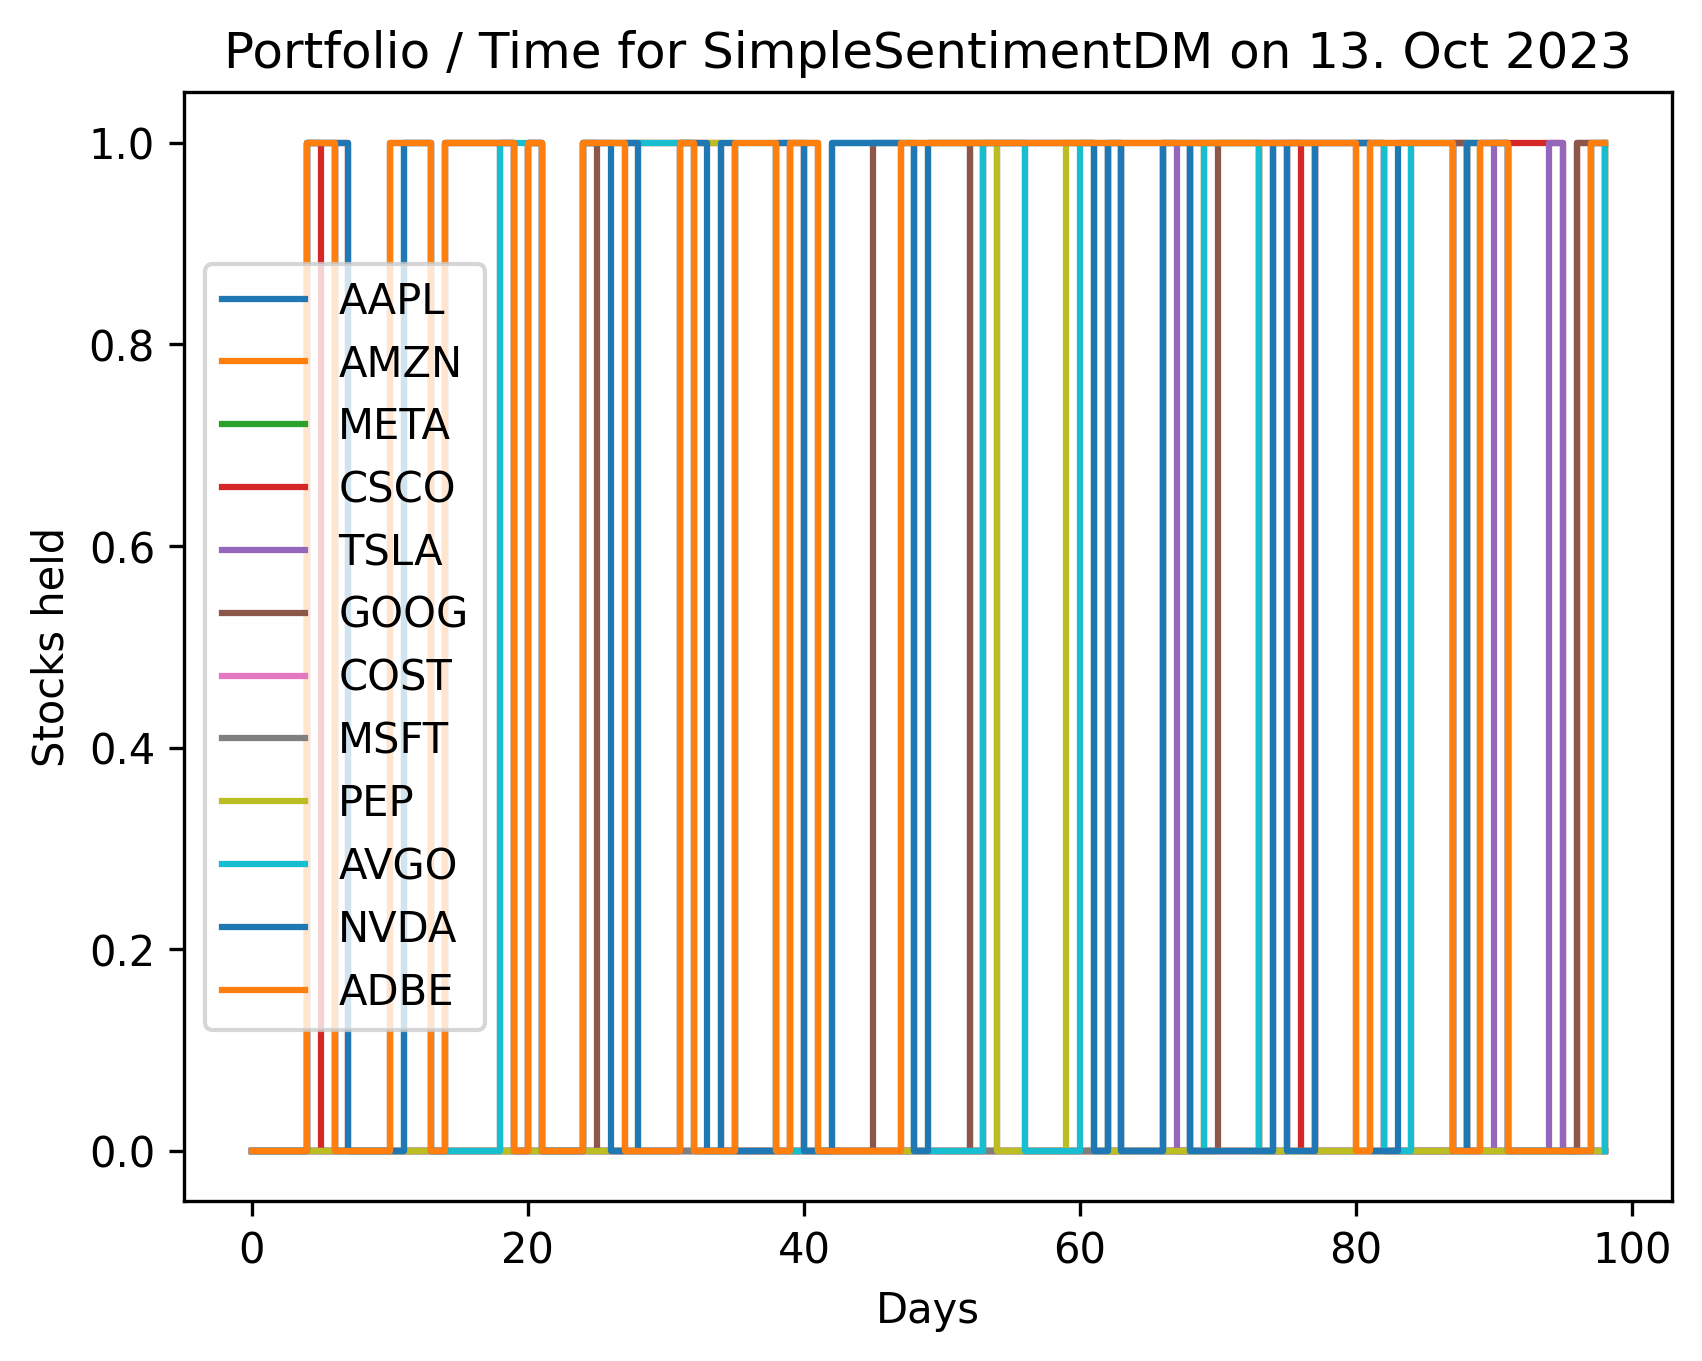 Portfolio / Time for SimpleSentimentDM on 13. Oct 2023
1.0
0.8
0.6
0.4
0.2
0.0
Stocks held
AAPL
AMZN
META
CSCO
TSLA
GOOG
COST
MSFT
PEP
AVGO
NVDA
ADBE
0 20 40 60 80 100
Days